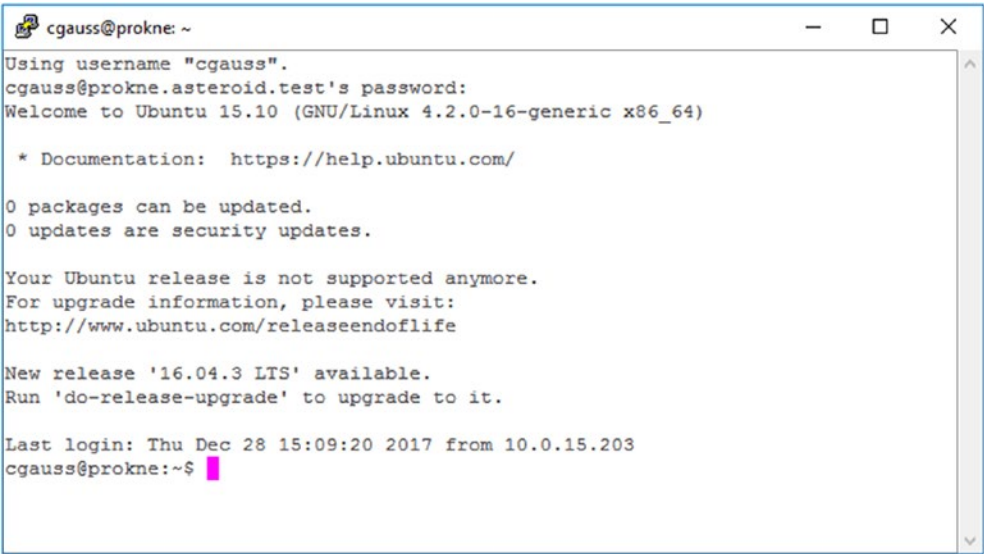 cgauss@prokne: ~
Using username "cgauss".
cgauss@prokne.asteroid.test's password:
Welcome to Ubuntu 15.10 (GNU/Linux 4.2.0-16-generic x86_64)
* Documentation:  https://help.ubuntu.com/
0 packages can be updated.
0 updates are security updates.
Your Ubuntu release is not supported anymore.
For upgrade information, please visit:
http://www.ubuntu.com/releaseendoflife
New release '16.04.3 LTS' available.
Run 'do-release-upgrade' to upgrade to it.
Last login: Thu Dec 28 15:09:20 2017 from 10.0.15.203
cgauss@prokne:~$